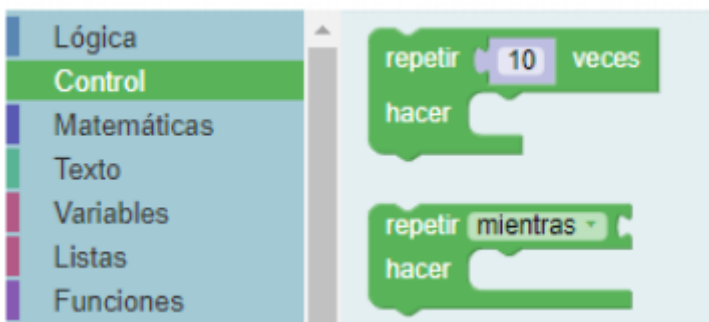 Lógica
Control
Matemáticas
Texto
Variables
Listas
Funciones
repetir 10 veces
hacer
repetir mientras
hacer